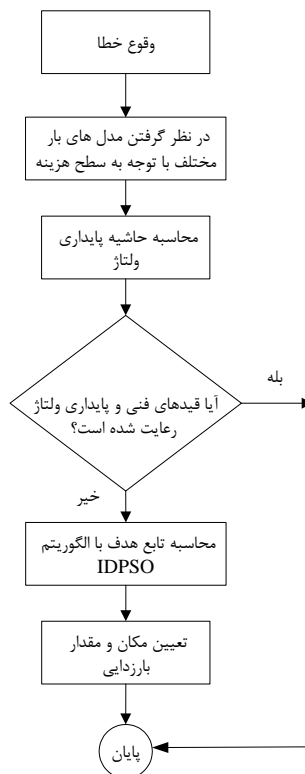 وقوع خطا
در نظر گرفتن مدل های بار
مختلف با توجه به سطح هزینه
محاسبه حاشیه پایداری
ولتاژ
آیا قیدهای فنی و پایداری ولتاژ
رعایت شده است؟
بله
خیر
محاسبه تابع هدف با الگوریتم
IDPSO
تعیین مکان و مقدار
بارزدایی
پایان